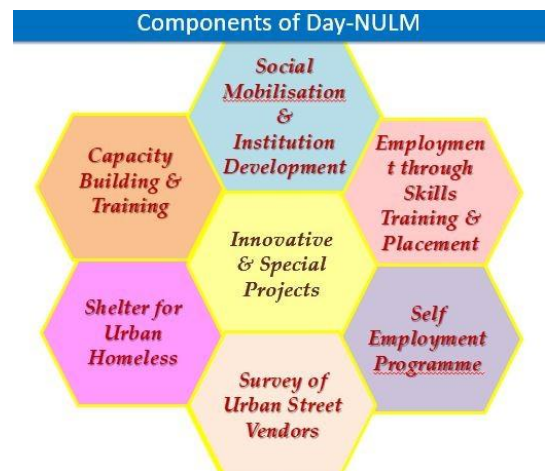 Components of Day-NULM
Social
Mobilisation
&
Institution
Development
Capacity
Building &
Training
Employmen
t through
Skills
Training &
Placement
Innovative
& Special
Projects
Shelter for
Urban
Homeless
Self
Employment
Programme
Survey of
Urban Street
Vendors